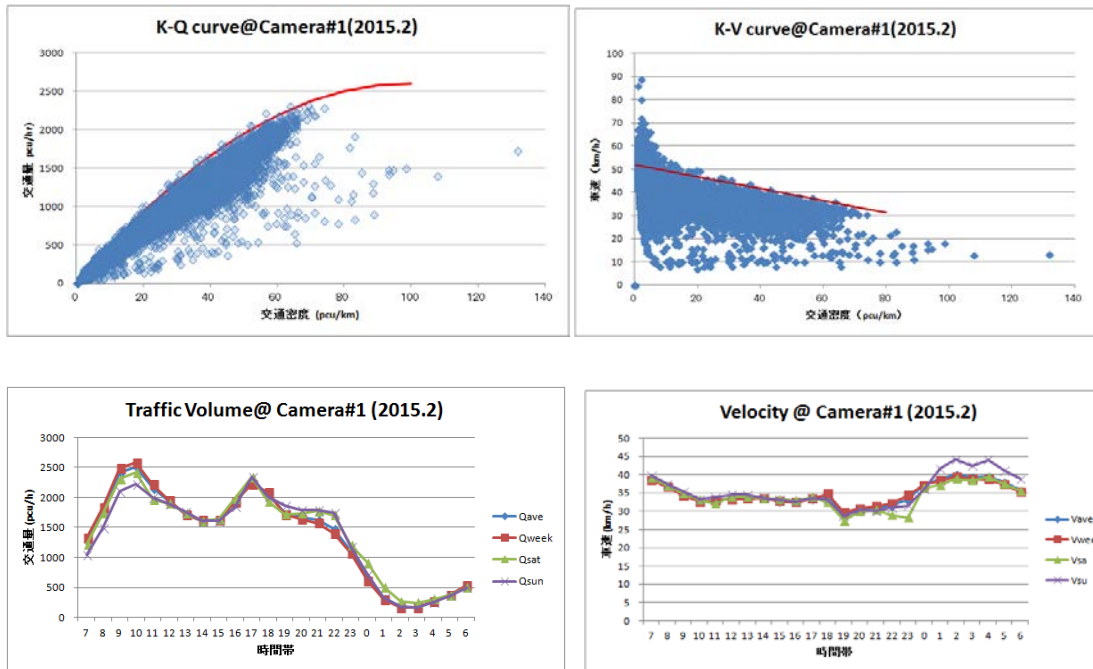 K-Q curve@Camera#1(2015.2)
3000
2500
2000
1500
1000
500
0
交通量 pcu/hr)
0 20 40 60 80 100 120 140
交通密度 (pcu/km)
K-V curve@Camera#1(2015.2)
100
90
80
70
60
50
40
30
20
10
0
車速 (km/h)
0 20 40 60 80 100 120 140
交通密度 (pcu/km)
Traffic Volume@ Camera#1 (2015.2)
3000
2500
2000
1500
1000
500
0
交通量 (pcu/h)
7 8 9 10 11 12 13 14 15 16 17 18 19 20 21 22 23 0 1 2 3 4 5 6
時間帯
Qave
Qweek
Qsat
Qsun
Velocity @ Camera#1 (2015.2)
50
45
40
35
30
25
20
15
10
5
0
車速 (km/h)
7 8 9 10 11 12 13 14 15 16 17 18 19 20 21 22 23 0 1 2 3 4 5 6
時間帯
Vave
Vwee
Vsa
Vsu